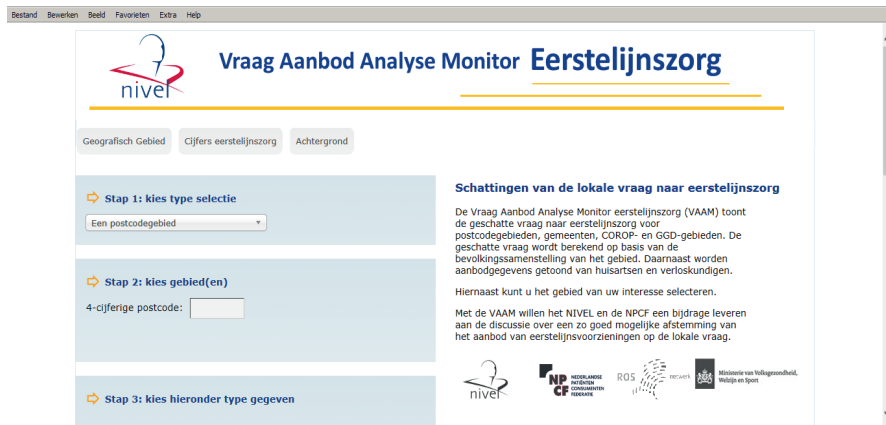 Bestand Bewerken Beeld Favorieten Extra Help
nivel
Vraag Aanbod Analyse Monitor Eerstelijnszorg
Geografisch Gebied Cijfers eerstelijnszorg Achtergrond
Stap 1: kies type selectie
Een postcodegebied
Stap 2: kies gebied(en)
4-cijferige postcode:
Stap 3: kies hieronder type gegeven
Schattingen van de lokale vraag naar eerstelijnszorg
De Vraag Aanbod Analyse Monitor eerstelijnszorg (VAAM) toont
de geschatte vraag naar eerstelijnszorg voor
postcodegebieden, gemeenten, COROP- en GGD-gebieden. De
geschatte vraag wordt berekend op basis van de
bevolkingssamenstelling van het gebied. Daarnaast worden
aanbodgegevens getoond van huisartsen en verloskundigen.
Hiernaast kunt u het gebied van uw interesse selecteren.
Met de VAAM willen het NIVEL en de NPCF een bijdrage leveren
aan de discussie over een zo goed mogelijke afstemming van
het aanbod van eerstelijnsvoorzieningen op de lokale vraag.
nivel
NP
CF
NEDERLANDSE
PATIËNTEN
CONSUMENTEN
FEDERATIE
ROS netwerk
Ministerie van Volksgezondheid,
Welzijn en Sport